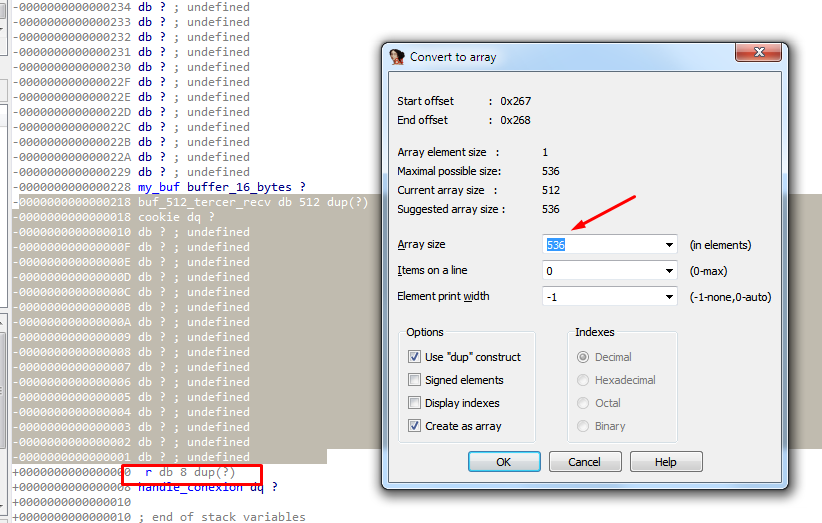 -0000000000000234 db ? ; undefined
-0000000000000233 db ? ; undefined
-0000000000000232 db ? ; undefined
-0000000000000231 db ? ; undefined
-0000000000000230 db ? ; undefined
-000000000000022F db ? ; undefined
-000000000000022E db ? ; undefined
-000000000000022D db ? ; undefined
-000000000000022C db ? ; undefined
-000000000000022B db ? ; undefined
-000000000000022A db ? ; undefined
-0000000000000229 db ? ; undefined
-0000000000000228 my_buf buffer_16_bytes ?
-0000000000000218 buf_512_tercer_recv db 512 dup(?)
-0000000000000018 cookie dq ?
-0000000000000010 db ? ; undefined
-000000000000000F db ? ; undefined
-000000000000000E db ? ; undefined
-000000000000000D db ? ; undefined
-000000000000000C db ? ; undefined
-000000000000000B db ? ; undefined
-000000000000000A db ? ; undefined
-0000000000000009 db ? ; undefined
-0000000000000008 db ? ; undefined
-0000000000000007 db ? ; undefined
-0000000000000006 db ? ; undefined
-0000000000000005 db ? ; undefined
-0000000000000004 db ? ; undefined
-0000000000000003 db ? ; undefined
-0000000000000002 db ? ; undefined
-0000000000000001 db ? ; undefined
+0000000000000000 r db 8 dup(?)
+0000000000000008 handle_conexion dq ?
+0000000000000010
+0000000000000010 ; end of stack variables
Convert to array
Start offset : 0x267
End offset : 0x268
Array element size : 1
Maximal possible size: 536
Current array size : 512
Suggested array size : 536
Array size 536 (in elements)
Items on a line 0 (0-max)
Element print width -1 (-1-none,0-auto)
Options
Use "dup" construct
Signed elements
Display indexes
Create as array
Indexes
Decimal
Hexadecimal
Octal
Binary
OK Cancel Help